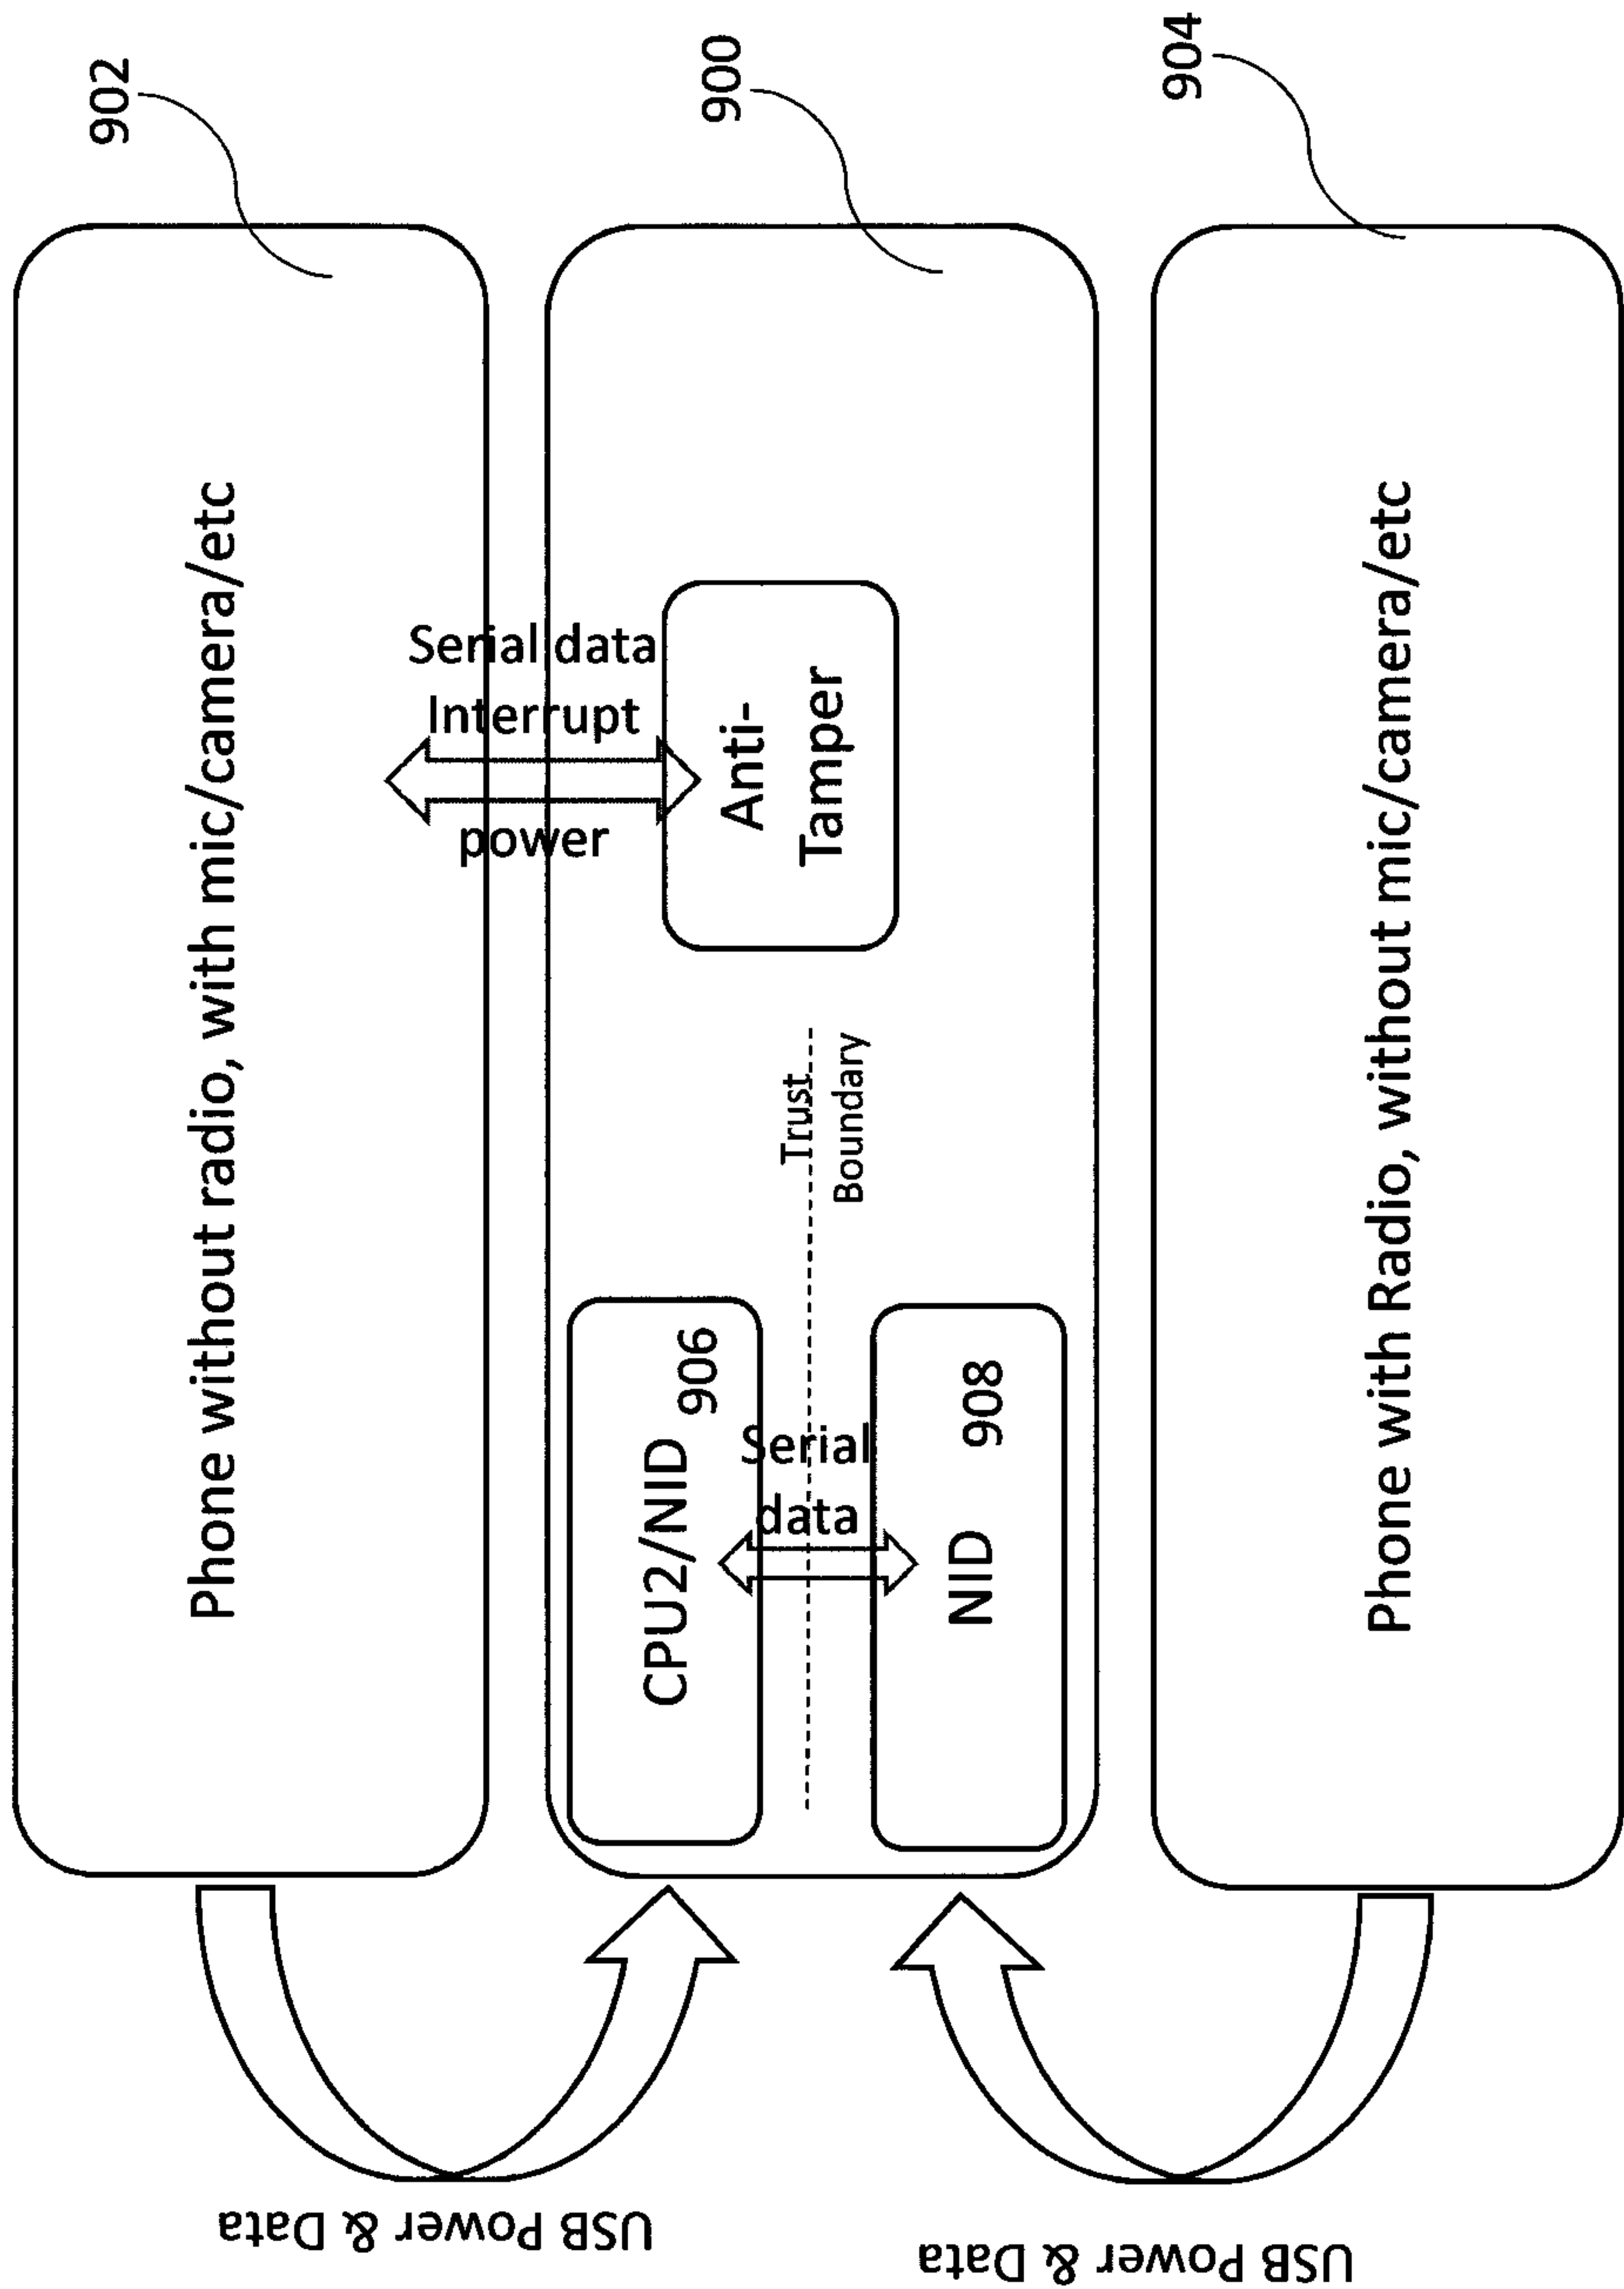 902
Phone without radio, with mic/camera/etc
Serial data
Interrupt
power
900
Anti-
Tamper
Trust
Boundary
CPU2/NID
906
Serial
data
NID
908
904
Phone with Radio, without mic/camera/etc
USB Power & Data
USB Power & Data